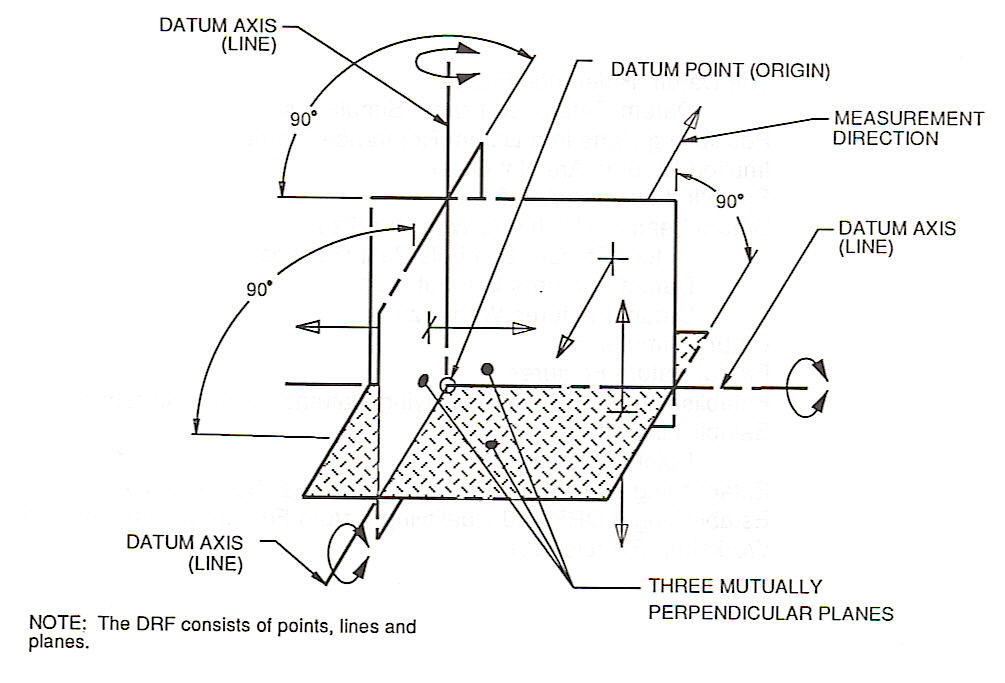 DATUM AXIS
(LINE)
DATUM POINT (ORIGIN)
90°
MEASUREMENT
DIRECTION
90°
DATUM AXIS
(LINE)
90°
DATUM AXIS
(LINE)
THREE MUTUALLY
PERPENDICULAR PLANES
NOTE: The DRF consists of points, lines and
planes.